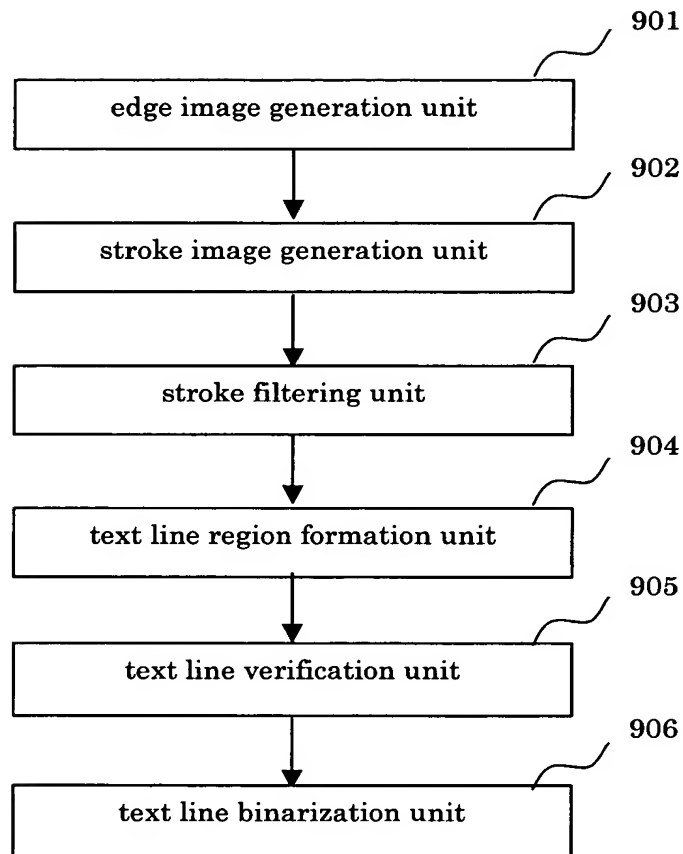 901
edge image generation unit
902
stroke image generation unit
903
stroke filtering unit
904
text line region formation unit
905
text line verification unit
906
text line binarization unit